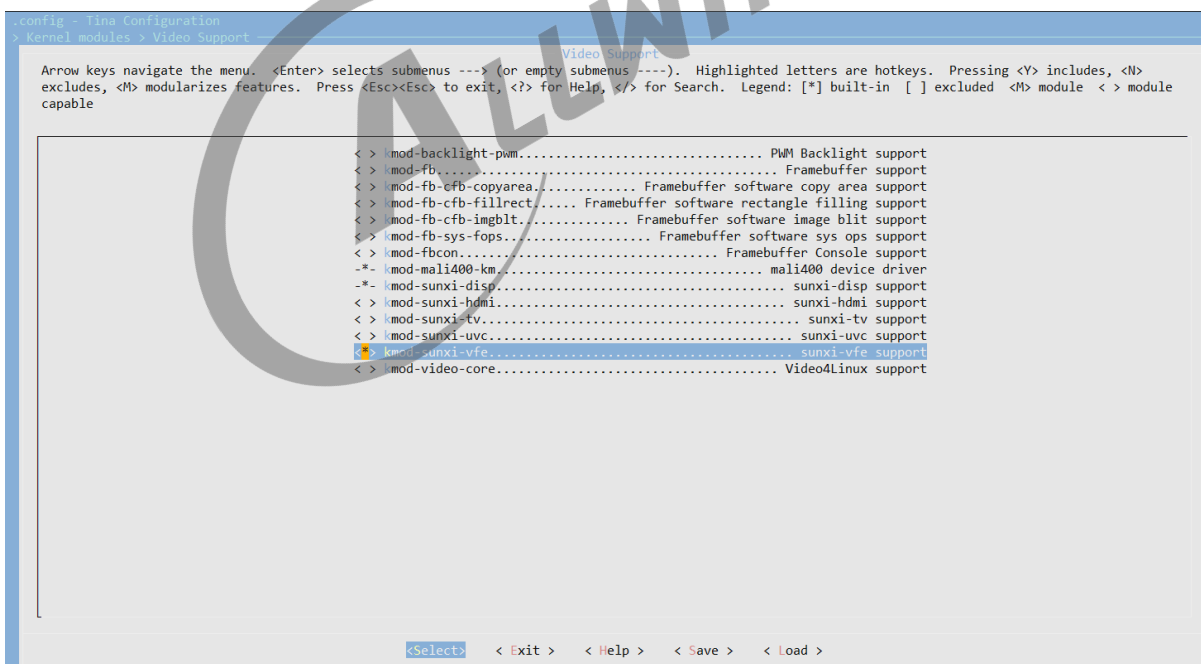 .config - Tina Configuration
> Kernel modules > Video Support
Video Support
Arrow keys navigate the menu.  <Enter> selects submenus ---> (or empty submenus ----).  Highlighted letters are hotkeys.  Pressing <Y> includes, <N>
excludes, <M> modularizes features.  Press <Esc><Esc> to exit, <?> for Help, </> for Search.  Legend: [*] built-in  [ ] excluded  <M> module  < > module
capable
< > kmod-backlight-pwm................................. PWM Backlight support
< > kmod-fb............................................. Framebuffer support
< > kmod-fb-cfb-copyarea.............. Framebuffer software copy area support
< > kmod-fb-cfb-fillrect...... Framebuffer software rectangle filling support
< > kmod-fb-cfb-imgblt............... Framebuffer software image blit support
< > kmod-fb-sys-fops................... Framebuffer software sys ops support
< > kmod-fbcon................................... Framebuffer Console support
-*- kmod-mali400-km.................................... mali400 device driver
-*- kmod-sunxi-disp....................................... sunxi-disp support
< > kmod-sunxi-hdmi....................................... sunxi-hdmi support
< > kmod-sunxi-tv........................................... sunxi-tv support
< > kmod-sunxi-uvc......................................... sunxi-uvc support
<*> kmod-sunxi-vfe......................................... sunxi-vfe support
< > kmod-video-core...................................... Video4Linux support
<Select>    < Exit >    < Help >    < Save >    < Load >